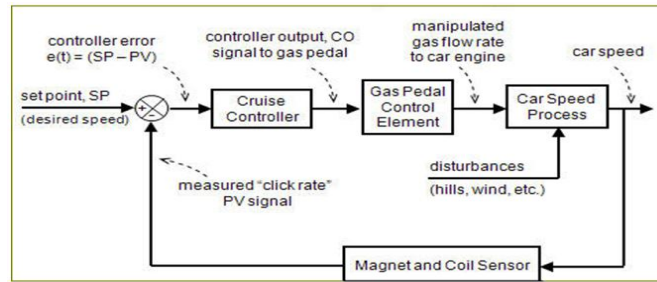 controller error
e(t) = (SP – PV)
controller output, CO
signal to gas pedal
manipulated
gas flow rate
to car engine
car speed
set point, SP
(desired speed)
+
–
Cruise
Controller
Gas Pedal
Control
Element
Car Speed
Process
measured “click rate”
PV signal
disturbances
(hills, wind, etc.)
Magnet and Coil Sensor